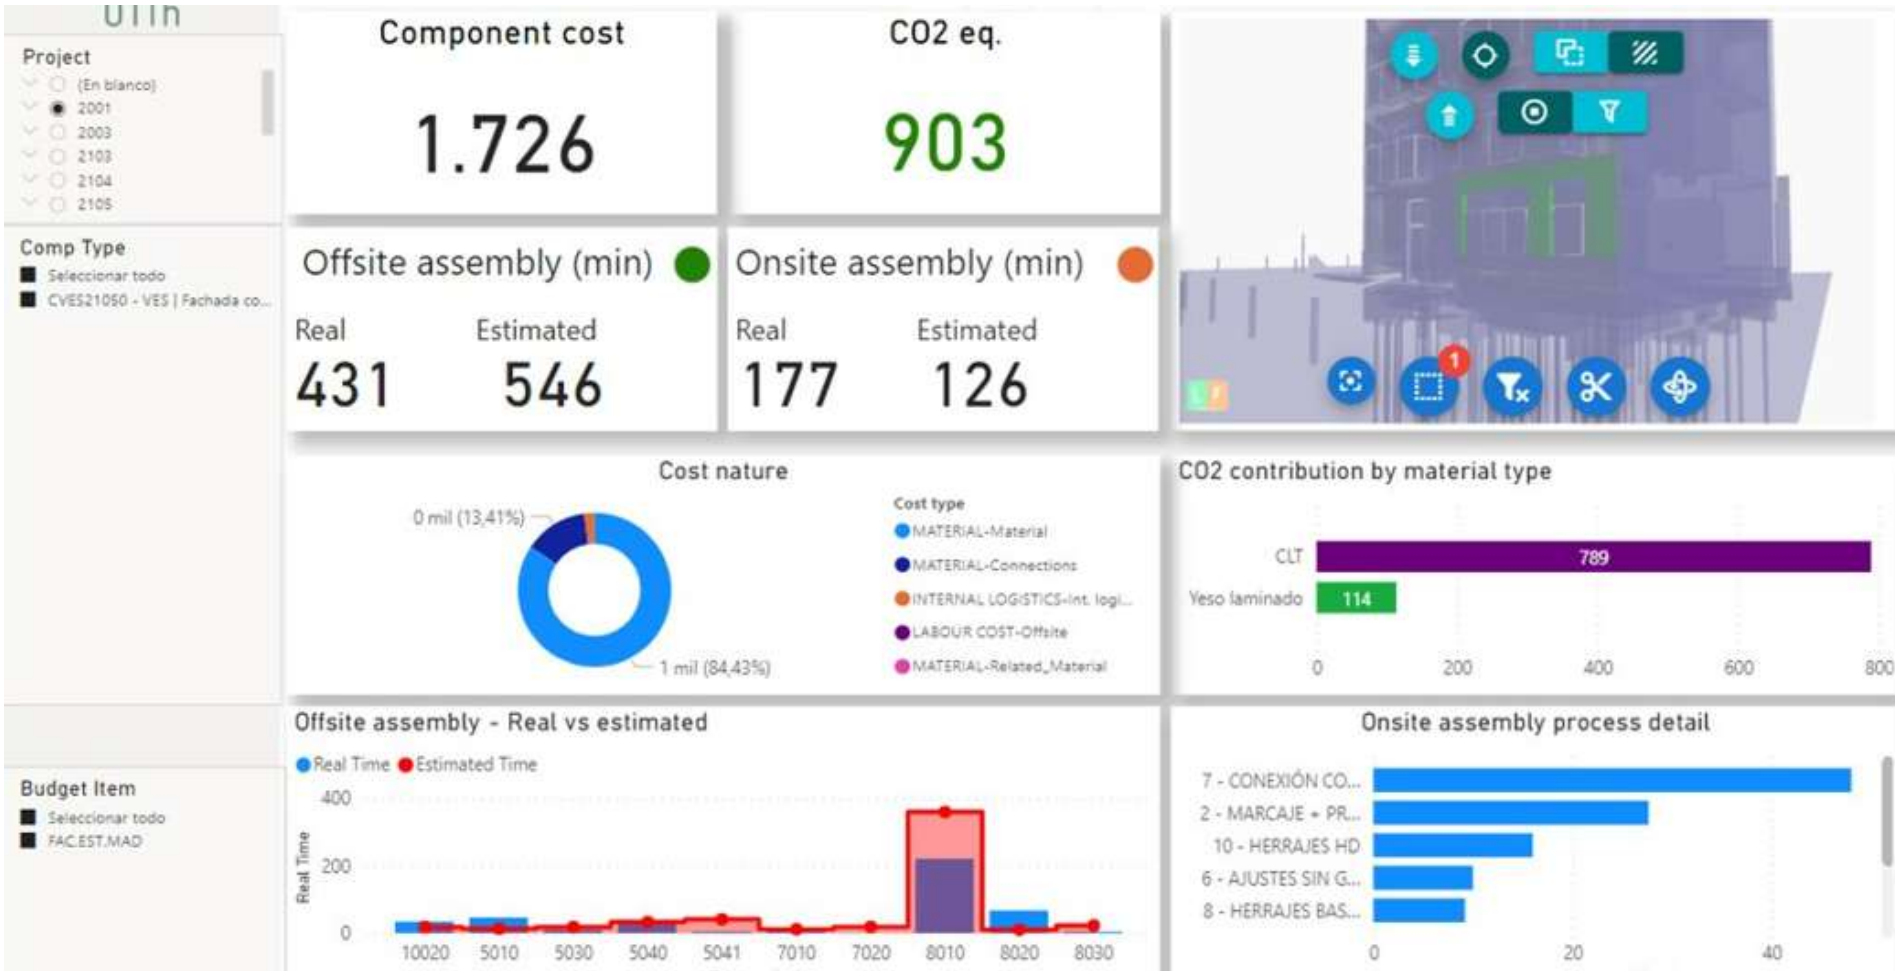 Project
(En blanco)
2001
2003
2103
2104
2105
Comp Type
Seleccionar todo
CVES21050 - VES | Fachada co...
Budget Item
Seleccionar todo
FAC.EST.MAD
Component cost
1.726
CO2 eq.
903
Offsite assembly (min)
Real Estimated
431 546
Onsite assembly (min)
Real Estimated
177 126
1
Cost nature
0 mil (13,41%)
1 mil (84,43%)
Cost type
MATERIAL-Material
MATERIAL-Connections
INTERNAL LOGISTICS-Int. logi...
LABOUR COST-Offsite
MATERIAL-Related_Material
CO2 contribution by material type
CLT 789
Yeso laminado 114
0 200 400 600 800
Offsite assembly - Real vs estimated
Real Time Estimated Time
Real Time
400
200
0
10020 5010 5030 5040 5041 7010 7020 8010 8020 8030
Onsite assembly process detail
7 - CONEXIÓN CO...
2 - MARCAJE + PR...
10 - HERRAJES HD
6 - AJUSTES SIN G...
8 - HERRAJES BAS...
0 20 40